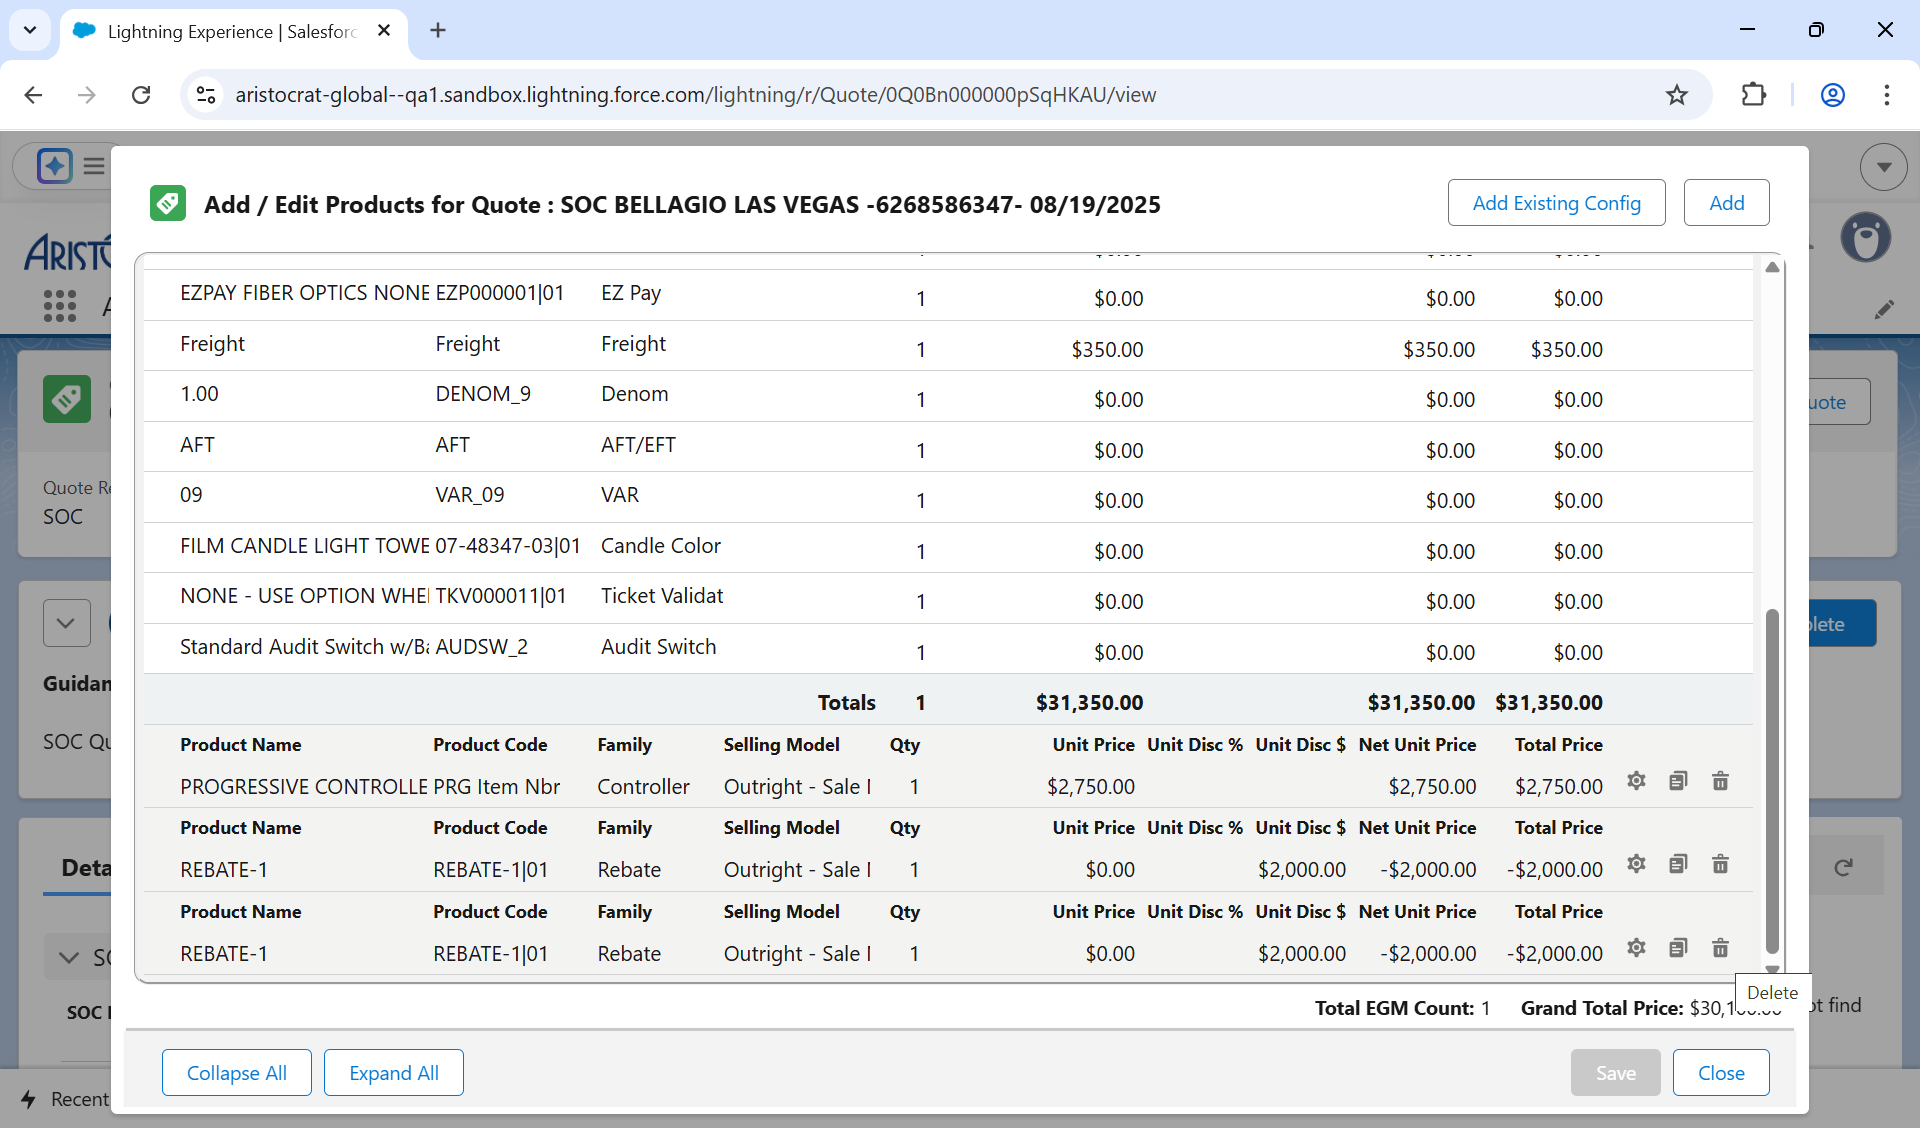 Lightning Experience | Salesforc
aristocrat-global--qa1.sandbox.lightning.force.com/lightning/r/Quote/0Q0Bn000000pSqHKAU/view
Add / Edit Products for Quote : SOC BELLAGIO LAS VEGAS -6268586347- 08/19/2025
Add Existing Config
Add
EZPAY FIBER OPTICS NONE EZP000001|01 EZ Pay 1 $0.00 $0.00 $0.00
Freight Freight Freight 1 $350.00 $350.00 $350.00
1.00 DENOM_9 Denom 1 $0.00 $0.00 $0.00
AFT AFT AFT/EFT 1 $0.00 $0.00 $0.00
09 VAR_09 VAR 1 $0.00 $0.00 $0.00
FILM CANDLE LIGHT TOWE 07-48347-03|01 Candle Color 1 $0.00 $0.00 $0.00
NONE - USE OPTION WHE TKV000011|01 Ticket Validat 1 $0.00 $0.00 $0.00
Standard Audit Switch w/Ba AUDSW_2 Audit Switch 1 $0.00 $0.00 $0.00
Totals 1 $31,350.00 $31,350.00 $31,350.00
Product Name Product Code Family Selling Model Qty Unit Price Unit Disc % Unit Disc $ Net Unit Price Total Price
PROGRESSIVE CONTROLLE PRG Item Nbr Controller Outright - Sale 1 $2,750.00 $2,750.00 $2,750.00
Product Name Product Code Family Selling Model Qty Unit Price Unit Disc % Unit Disc $ Net Unit Price Total Price
REBATE-1 REBATE-1|01 Rebate Outright - Sale 1 $0.00 $2,000.00 -$2,000.00 -$2,000.00
Product Name Product Code Family Selling Model Qty Unit Price Unit Disc % Unit Disc $ Net Unit Price Total Price
REBATE-1 REBATE-1|01 Rebate Outright - Sale 1 $0.00 $2,000.00 -$2,000.00 -$2,000.00
Delete
Total EGM Count: 1 Grand Total Price:
Collapse All
Expand All
Save
Close
ARISTO
uote
Quote Re
SOC
lete
Guidan
SOC Qu
Deta
SO
SOC
ot find
Recent